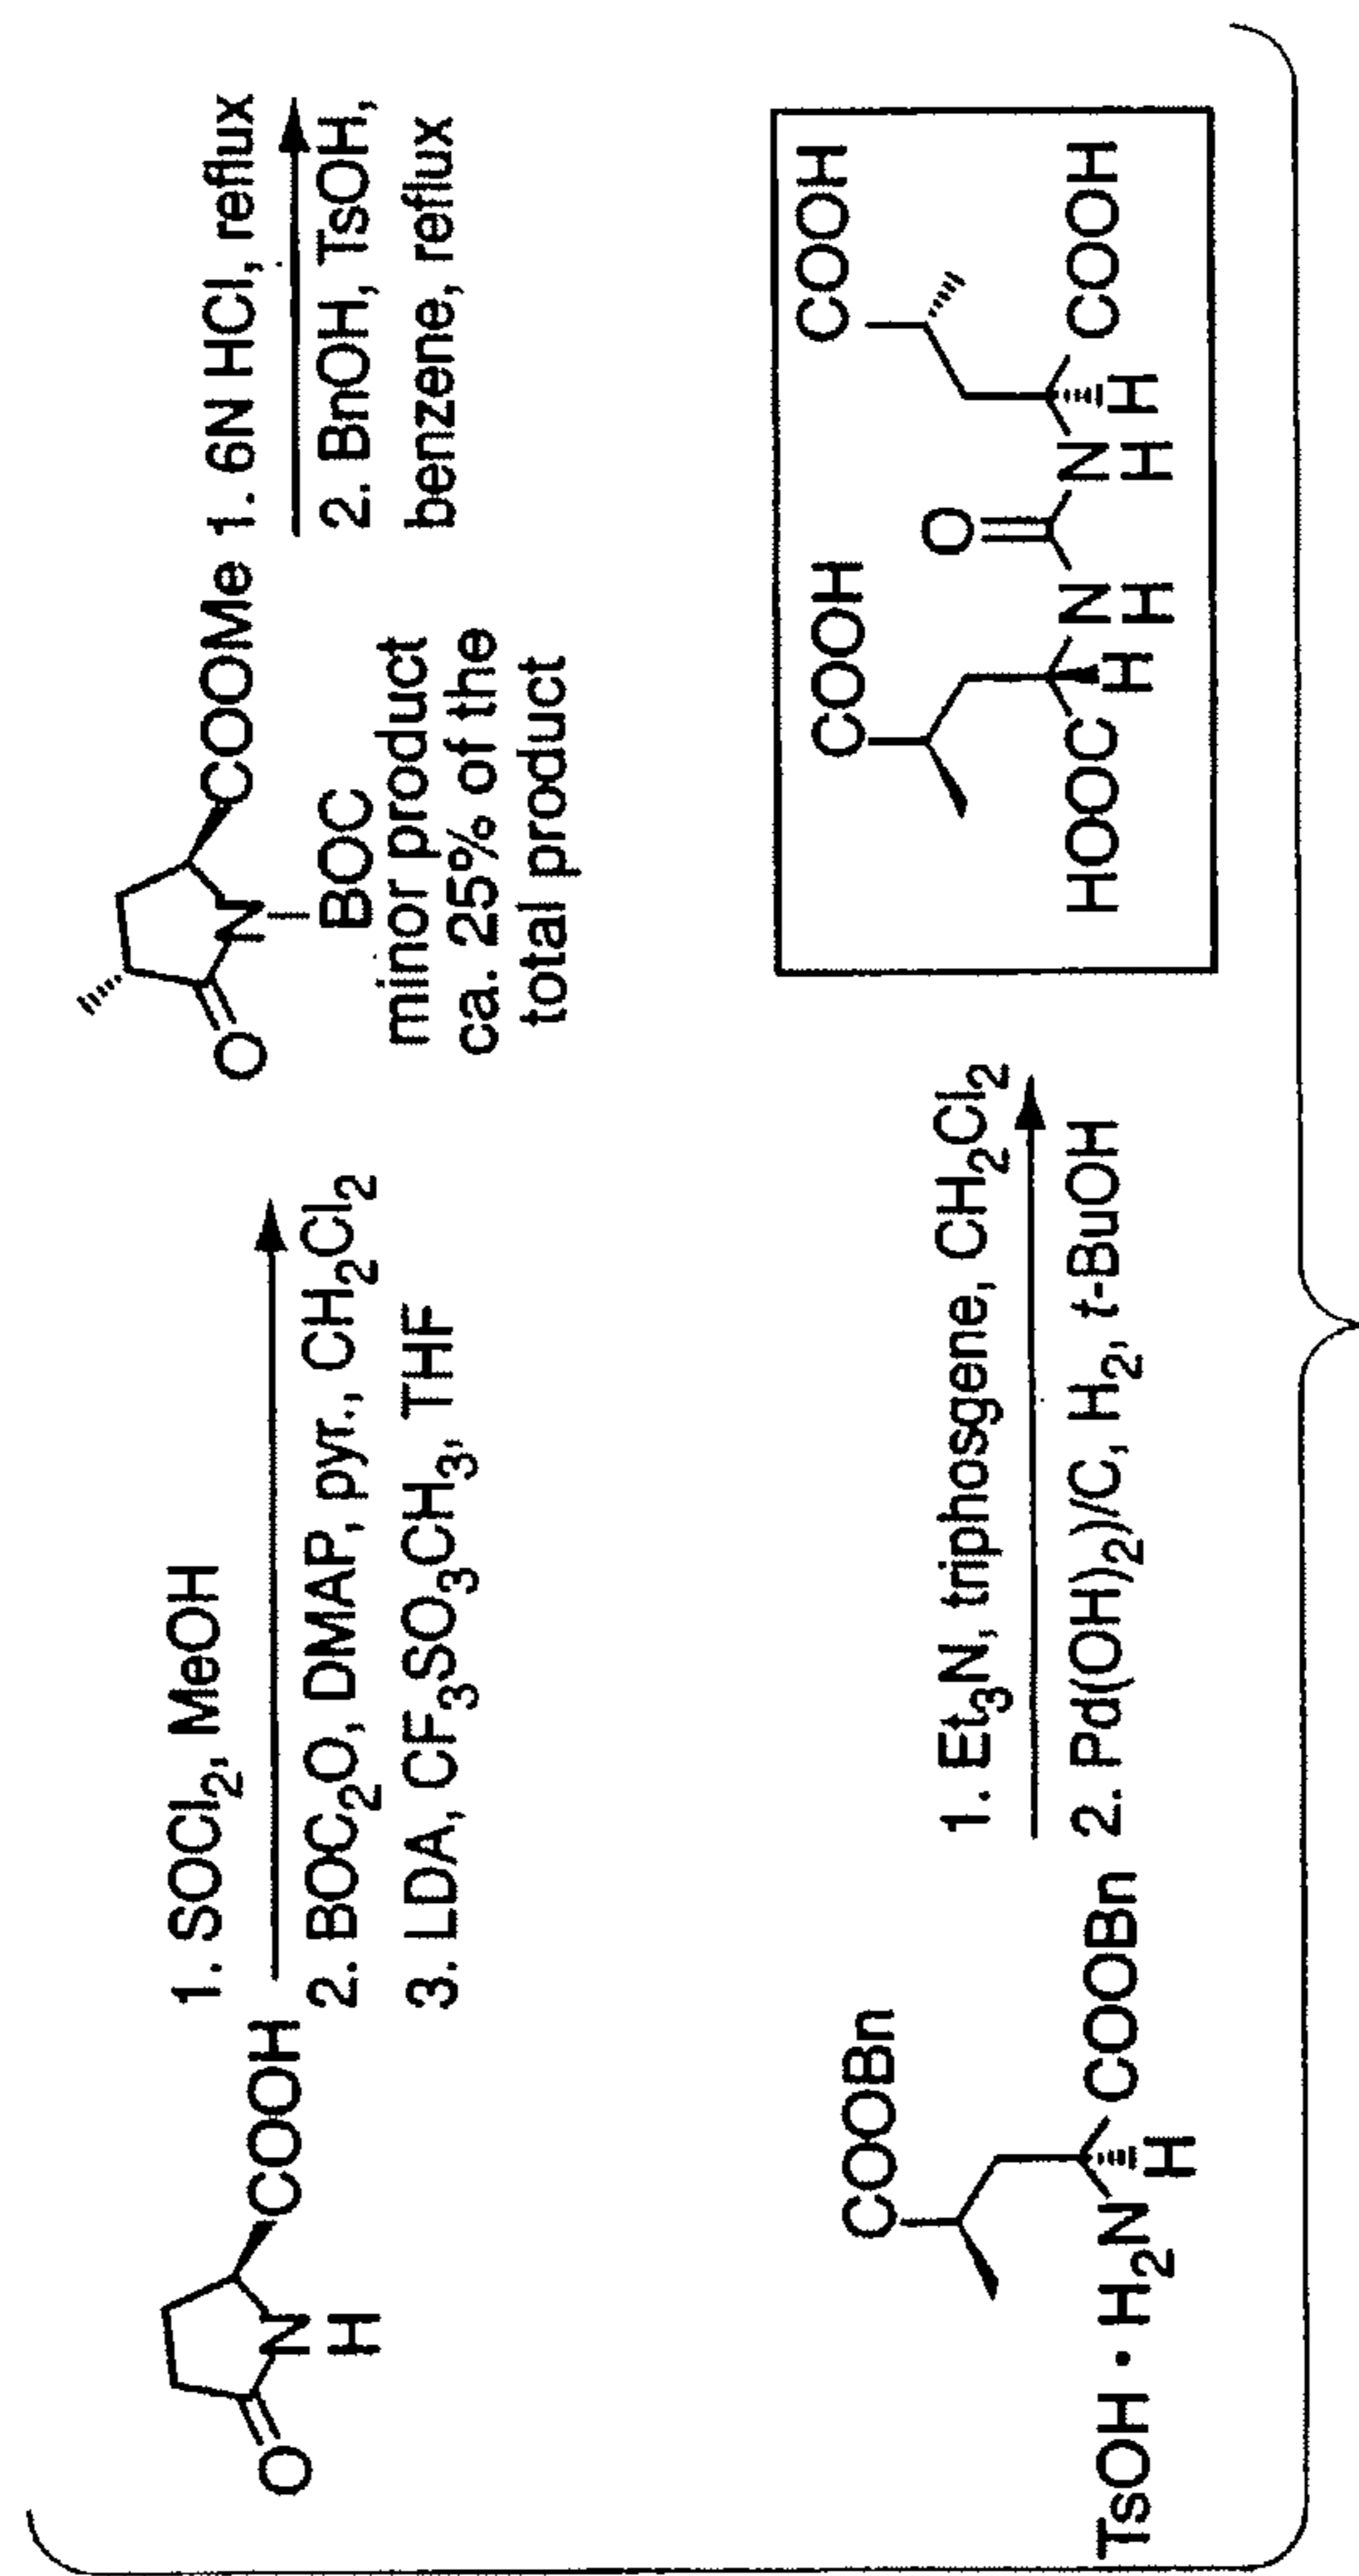 1. SOCl2, MeOH
2. BOC2O, DMAP, pyr., CH2Cl2
3. LDA, CF3SO3CH3, THF
O
N
H
COOH
O
N
BOC
COOMe
minor product
ca. 25% of the
total product
1. 6N HCl, reflux
2. BnOH, TsOH,
benzene, reflux
COOBn
TsOH • H2N
H
COOBn
1. Et3N, triphosgene, CH2Cl2
2. Pd(OH)2)/C, H2, t-BuOH
COOH
O
COOH
HOOC
H
N
H
N
H
H
COOH